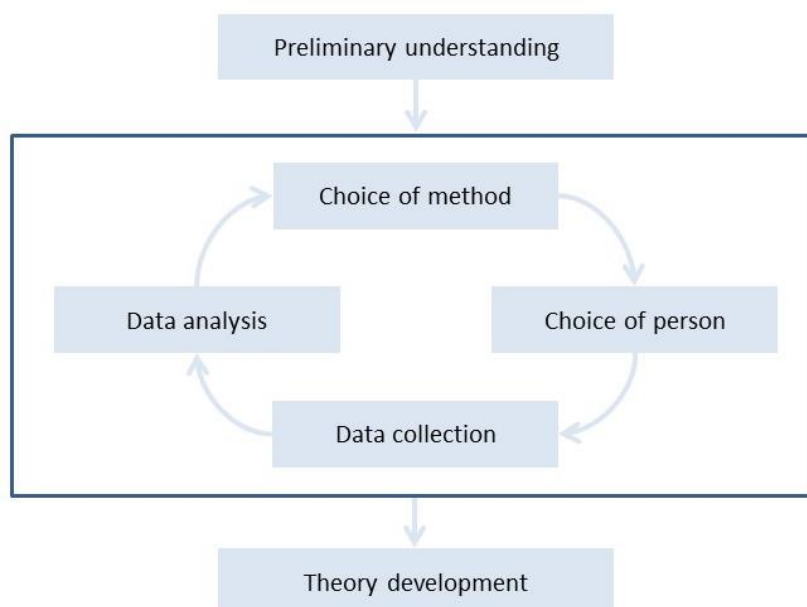 Preliminary understanding
Choice of method
Data analysis
Choice of person
Data collection
Theory development